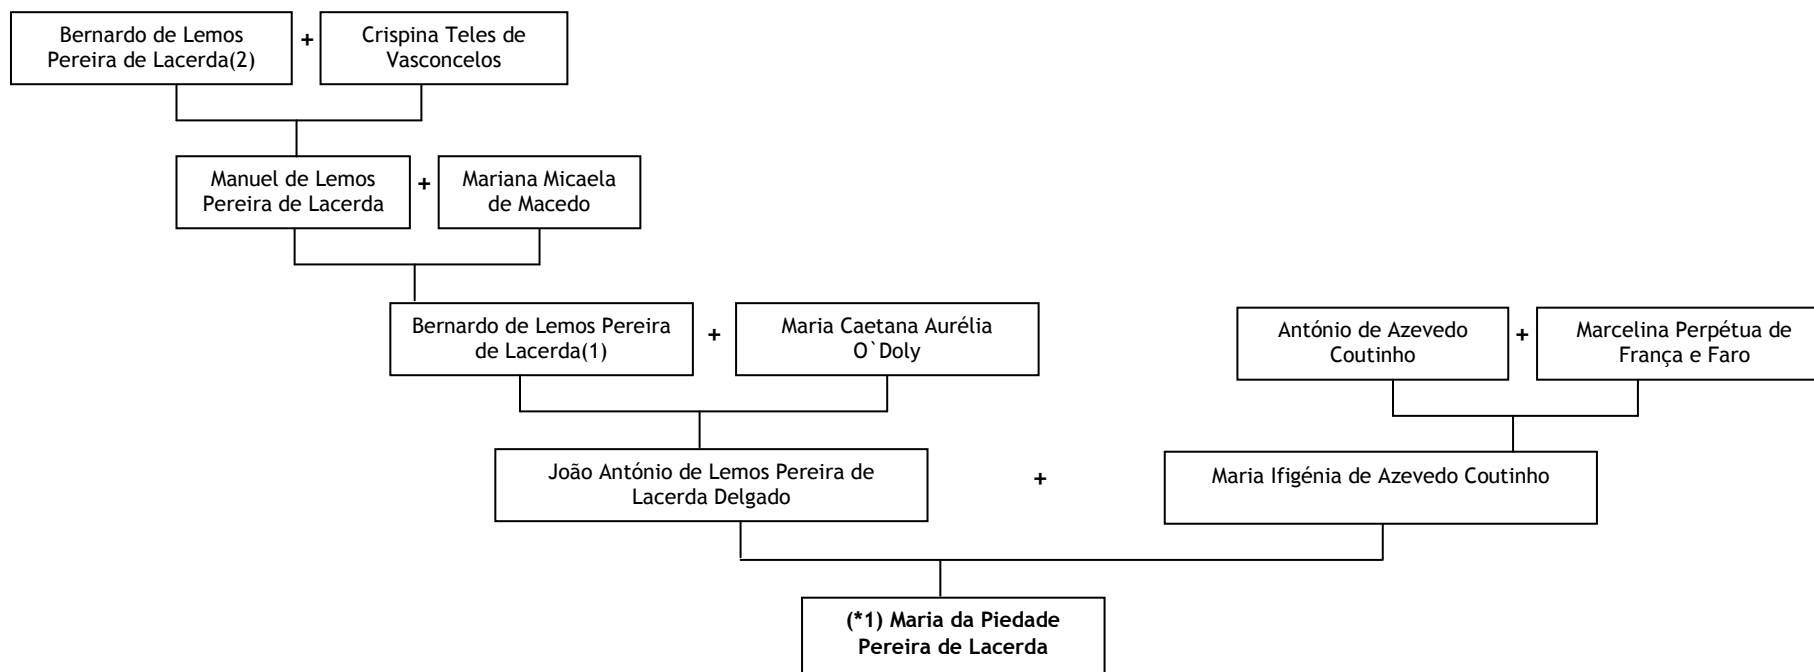 Bernardo de Lemos
Pereira de Lacerda(2)
+
Crispina Teles de
Vasconcelos
Manuel de Lemos
Pereira de Lacerda
+
Mariana Micaela
de Macedo
Bernardo de Lemos Pereira
de Lacerda(1)
+
Maria Caetana Aurélia
O`Doly
António de Azevedo
Coutinho
+
Marcelina Perpétua de
França e Faro
João António de Lemos Pereira de
Lacerda Delgado
+
Maria Ifigénia de Azevedo Coutinho
(*1) Maria da Piedade
Pereira de Lacerda